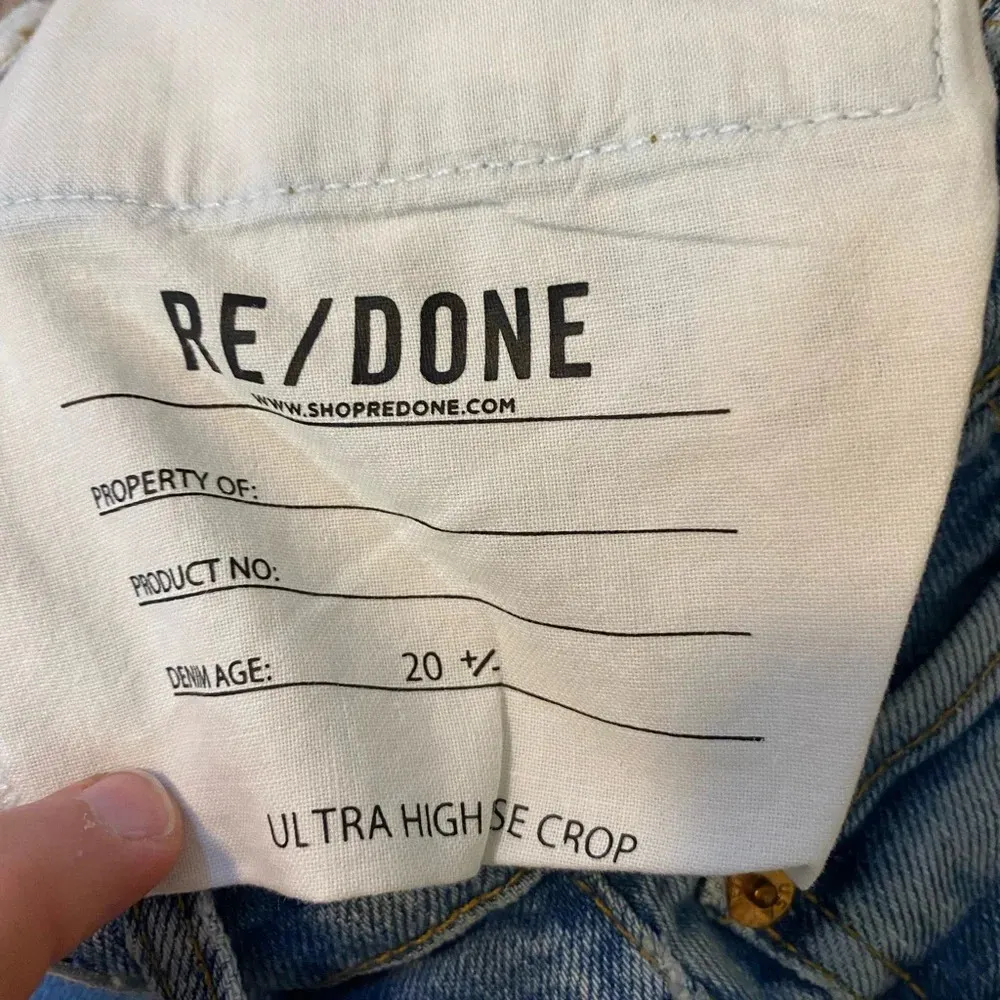 RE/DONE
WWW.SHOPREDONE.COM
PROPERTY OF:
PRODUCT NO:
DENIM AGE: 20 +/-
ULTRA HIGH SE CROP